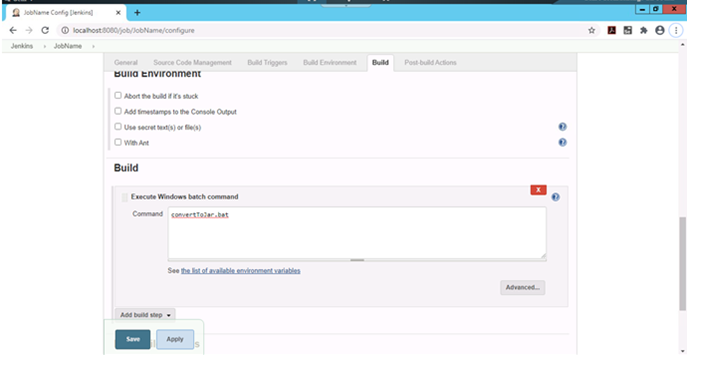 JobName Config [Jenkins]
localhost:8080/job/JobName/configure
Jenkins › JobName ›
General Source Code Management Build Triggers Build Environment Build Post-build Actions
Build Environment
Abort the build if it's stuck
Add timestamps to the Console Output
Use secret text(s) or file(s)
With Ant
Build
X
Execute Windows batch command
Command convertToJar.bat
See the list of available environment variables
Advanced...
Add build step
Save Apply